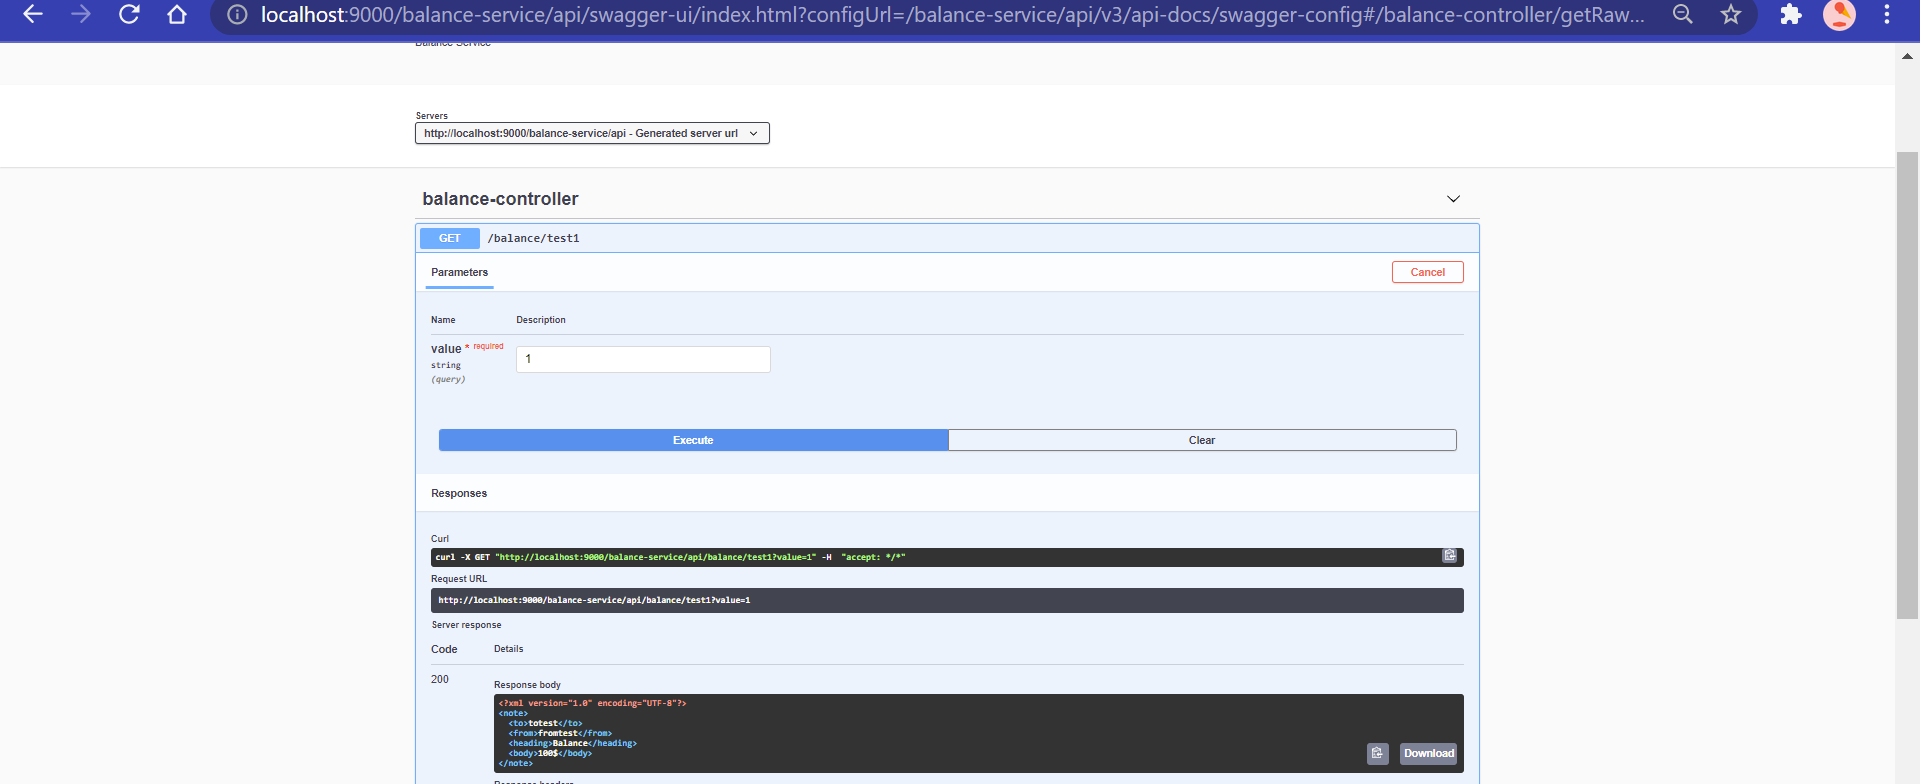 localhost:9000/balance-service/api/swagger-ui/index.html?configUrl=/balance-service/api/v3/api-docs/swagger-config#/balance-controller/getRaw...
Balance Service
Servers
http://localhost:9000/balance-service/api - Generated server url
balance-controller
GET /balance/test1
Parameters Cancel
Name Description
value * required
string
(query)
1
Execute Clear
Responses
Curl
curl -X GET "http://localhost:9000/balance-service/api/balance/test1?value=1" -H  "accept: */*"
Request URL
http://localhost:9000/balance-service/api/balance/test1?value=1
Server response
Code Details
200
Response body
<?xml version="1.0" encoding="UTF-8"?>
<note>
  <to>totest</to>
  <from>fromtest</from>
  <heading>Balance</heading>
  <body>100$</body>
</note>
Download
Response headers